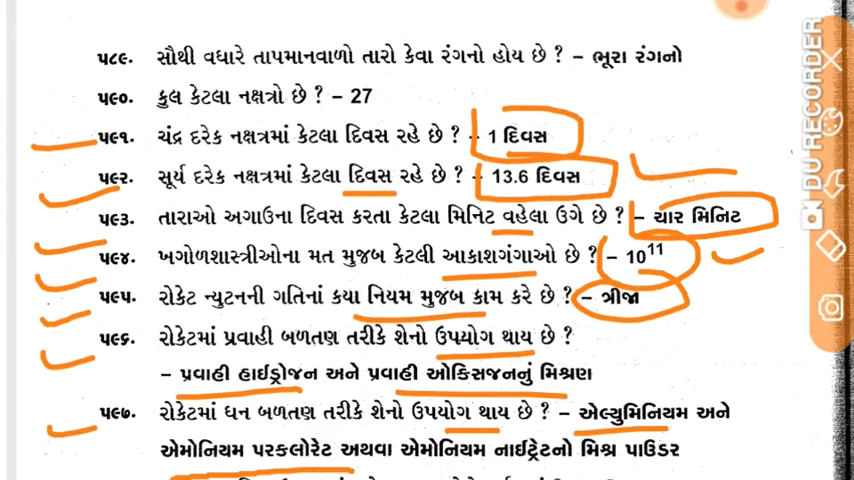 ૫૮૯. સૌથી વધારે તાપમાનવાળો તારો કેવા રંગનો હોય છે ? – ભૂરા રંગનો
૫૯૦. કુલ કેટલા નક્ષત્રો છે ? – 27
૫૯૧. ચંદ્ર દરેક નક્ષત્રમાં કેટલા દિવસ રહે છે ? – 1 દિવસ
૫૯૨. સૂર્ય દરેક નક્ષત્રમાં કેટલા દિવસ રહે છે ? - 13.6 દિવસ
૫૯૩. તારાઓ અગાઉના દિવસ કરતા કેટલા મિનિટ વહેલા ઉગે છે ? – ચાર મિનિટ
૫૯૪. ખગોળશાસ્ત્રીઓના મત મુજબ કેટલી આકાશગંગાઓ છે ? – 10¹¹
૫૯૫. રોકેટ ન્યુટનની ગતિનાં કયા નિયમ મુજબ કામ કરે છે ? – ત્રીજા
૫૯૬. રોકેટમાં પ્રવાહી બળતણ તરીકે શેનો ઉપયોગ થાય છે ?
– પ્રવાહી હાઈડ્રોજન અને પ્રવાહી ઓક્સિજનનું મિશ્રણ
૫૯૭. રોકેટમાં ઘન બળતણ તરીકે શેનો ઉપયોગ થાય છે ? – એલ્યુમિનિયમ અને
એમોનિયમ પરકલોરેટ અથવા એમોનિયમ નાઈટ્રેટનો મિશ્ર પાઉડર
DU RECORDER